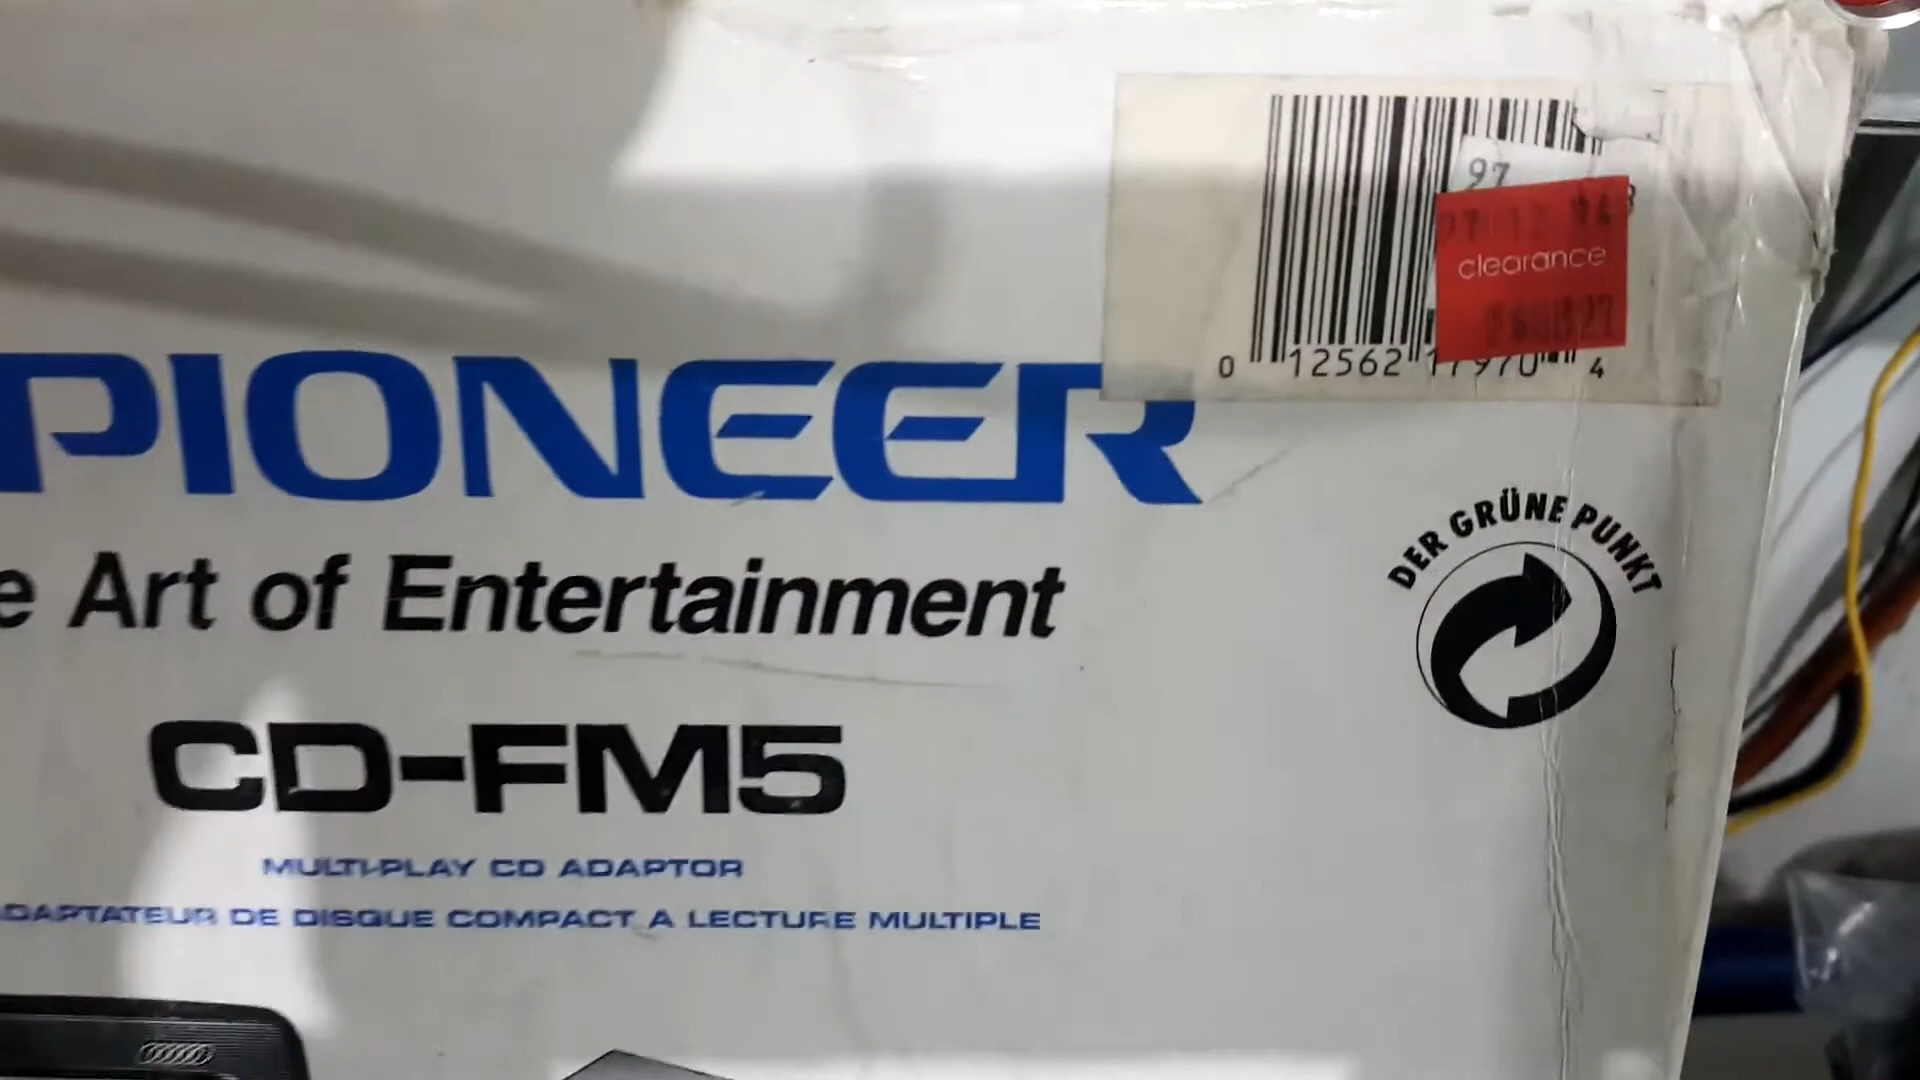 97
clearance
0 12562 17970 4
PIONEER
DER GRÜNE PUNKT
e Art of Entertainment
CD-FM5
MULTI-PLAY CD ADAPTOR
ADAPTATEUR DE DISQUE COMPACT A LECTURE MULTIPLE